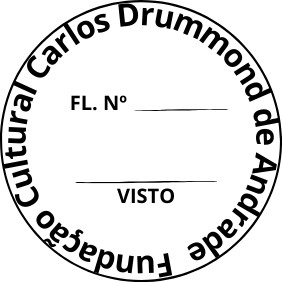 Fundação Cultural Carlos Drummond de Andrade
FL. Nº
VISTO